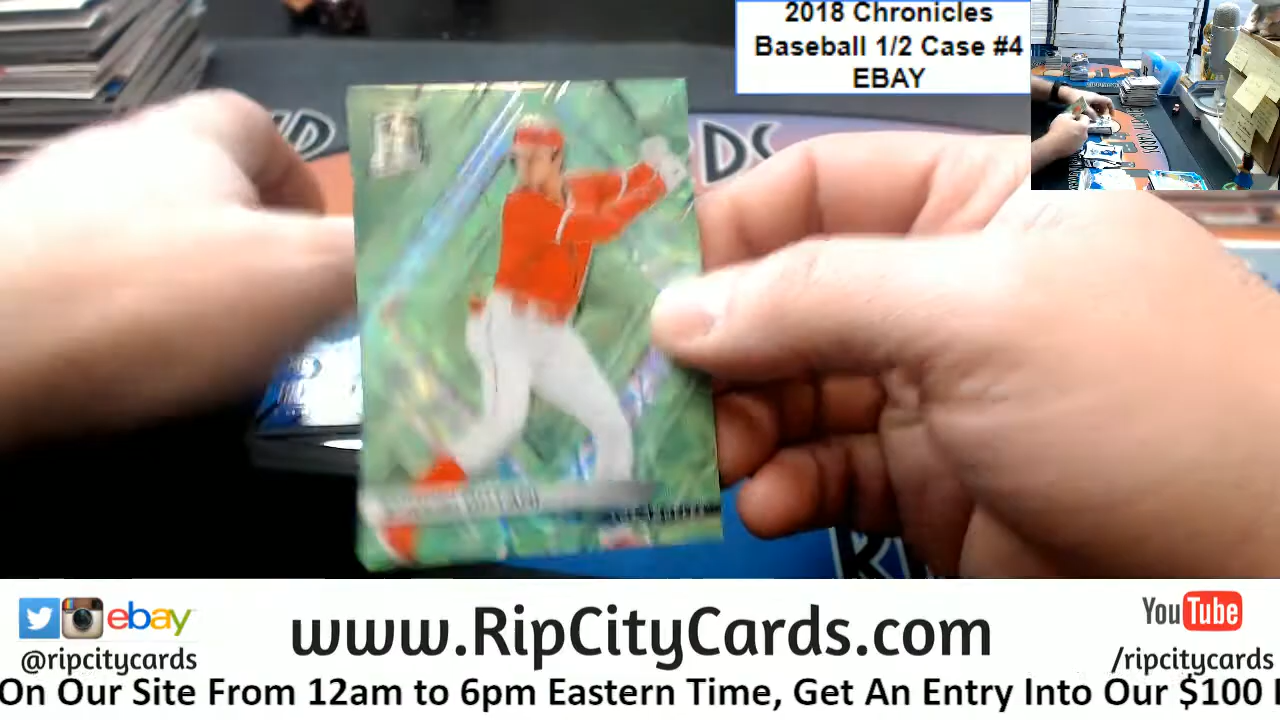 2018 Chronicles
Baseball 1/2 Case #4
EBAY
DS
ebay
www.RipCityCards.com
YouTube
@ripcitycards
/ripcitycards
On Our Site From 12am to 6pm Eastern Time, Get An Entry Into Our $100